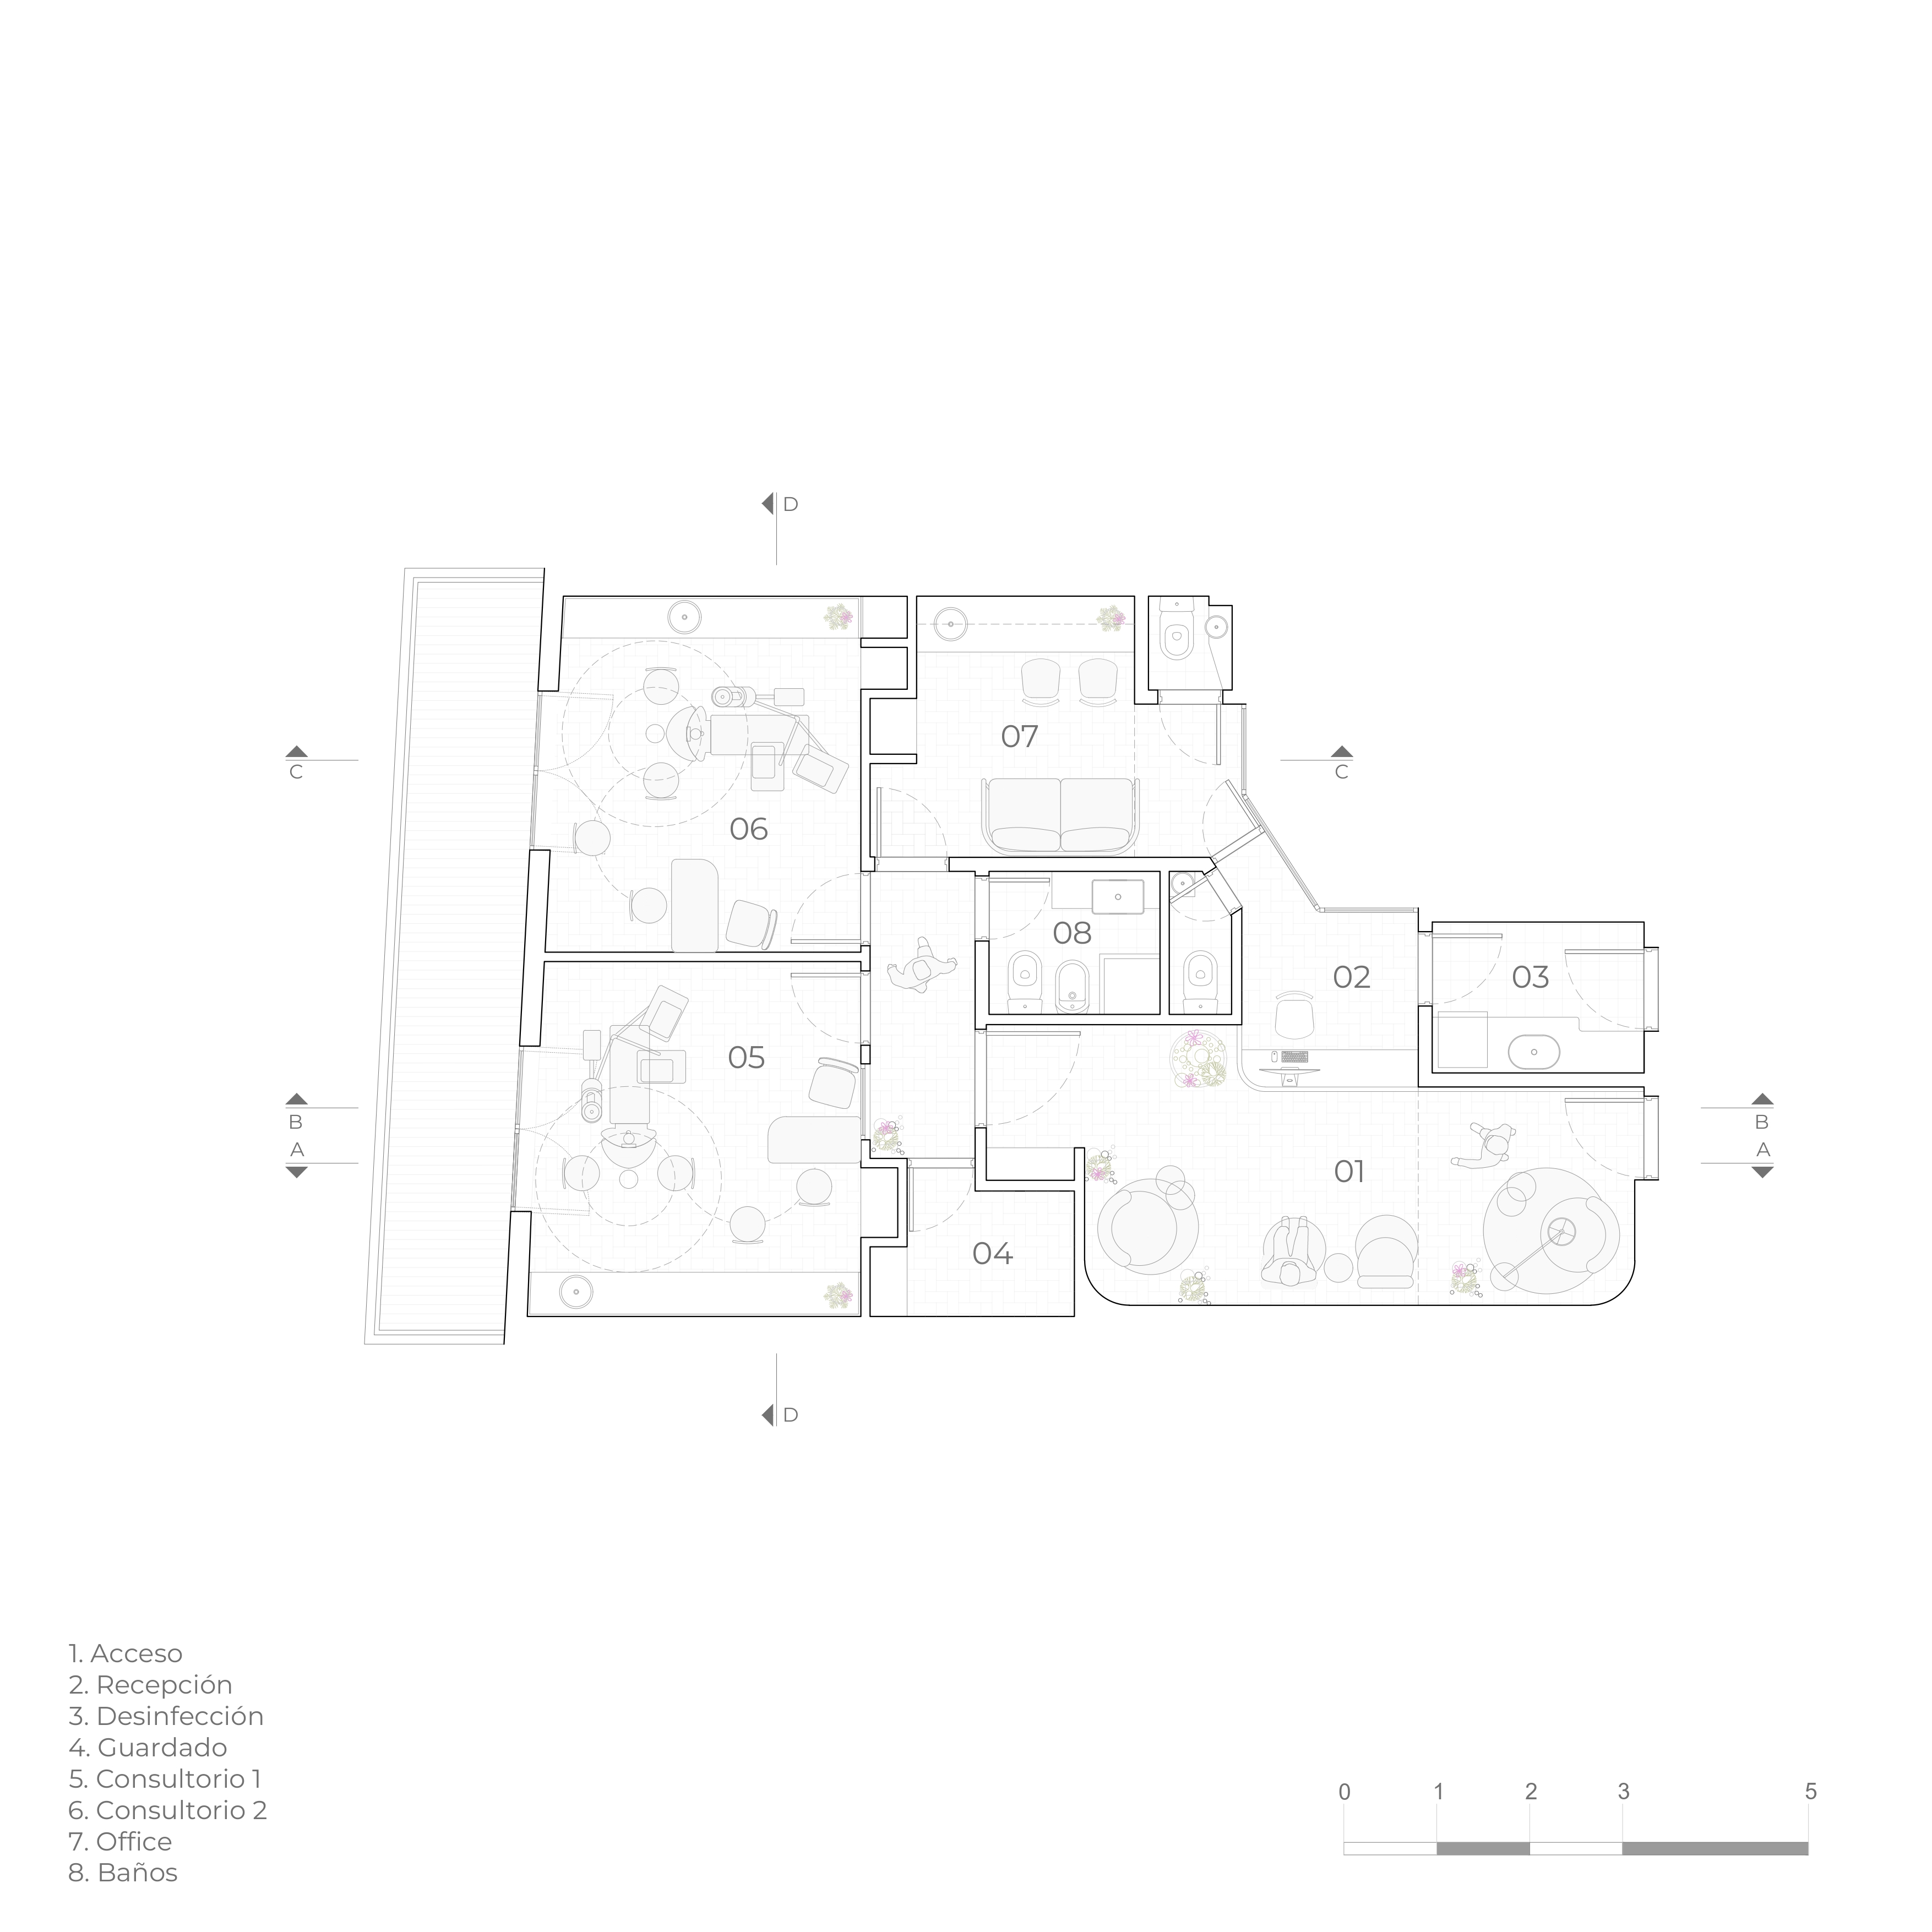 D
C
C
07
06
08
02
03
05
B
B
A
A
01
04
D
1. Acceso
2. Recepción
3. Desinfección
4. Guardado
5. Consultorio 1
6. Consultorio 2
7. Office
8. Baños
0 1 2 3 5